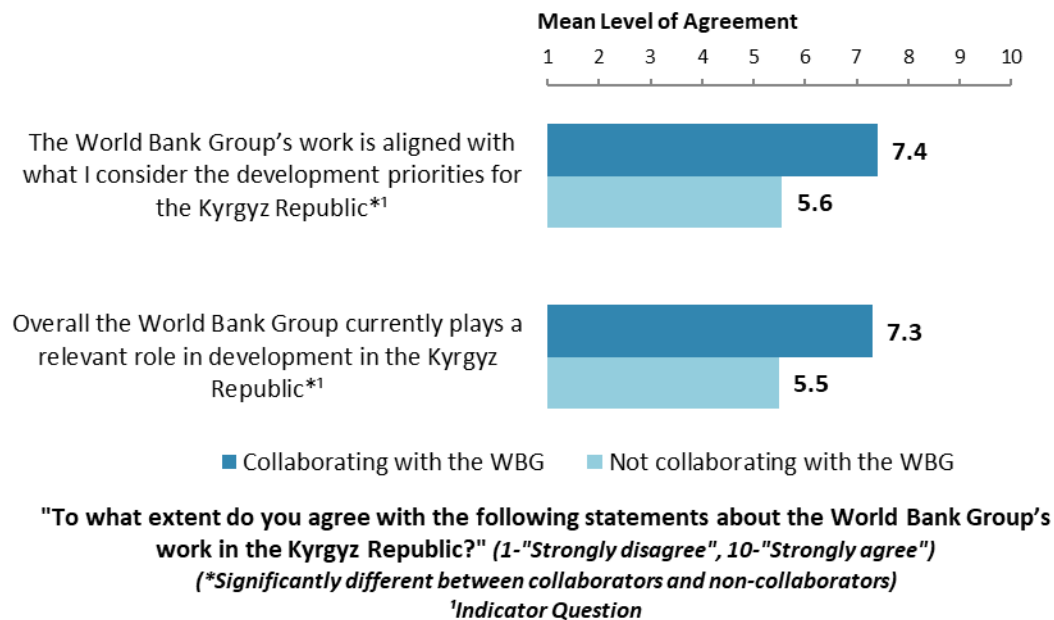 Mean Level of Agreement
1 2 3 4 5 6 7 8 9 10
The World Bank Group’s work is aligned with
what I consider the development priorities for
the Kyrgyz Republic*¹
7.4
5.6
Overall the World Bank Group currently plays a
relevant role in development in the Kyrgyz
Republic*¹
7.3
5.5
Collaborating with the WBG Not collaborating with the WBG
"To what extent do you agree with the following statements about the World Bank Group’s
work in the Kyrgyz Republic?" (1-"Strongly disagree", 10-"Strongly agree")
(*Significantly different between collaborators and non-collaborators)
¹Indicator Question